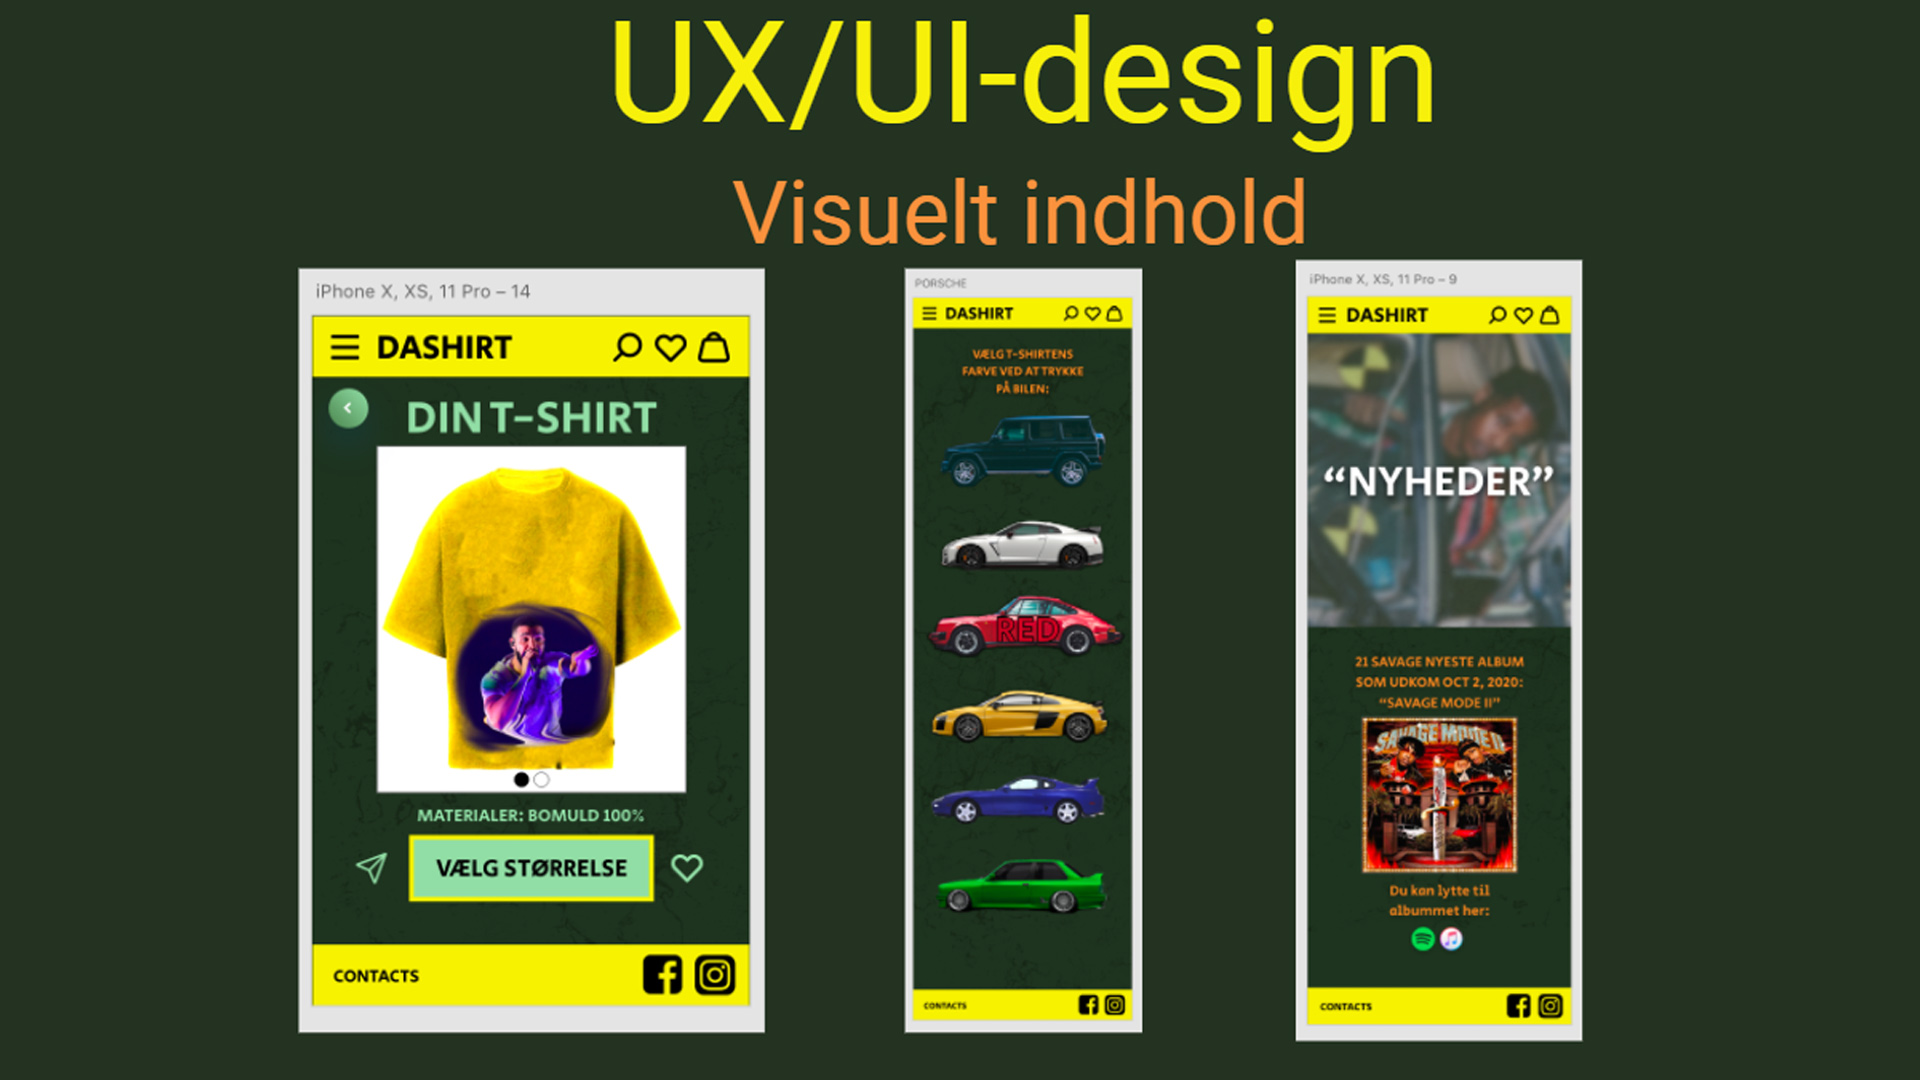 UX/UI-design
Visuelt indhold
iPhone X, XS, 11 Pro – 14
DASHIRT
DIN T-SHIRT
MATERIALER: BOMULD 100%
VÆLG STØRRELSE
CONTACTS
PORSCHE
DASHIRT
VÆLG T-SHIRTENS
FARVE VED AT TRYKKE
PÅ BILEN:
RED
CONTACTS
iPhone X, XS, 11 Pro – 9
DASHIRT
“NYHEDER”
21 SAVAGE NYESTE ALBUM
SOM UDKOM OCT 2, 2020:
“SAVAGE MODE II”
SAVAGE MODE II
Du kan lytte til
albummet her:
CONTACTS